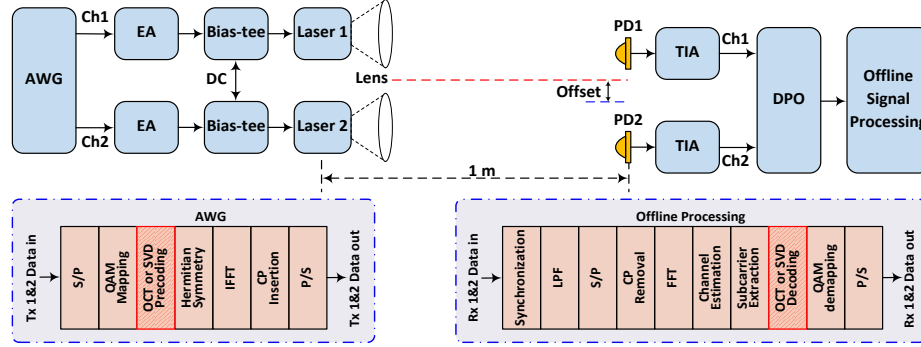 AWG
Ch1
Ch2
EA
EA
Bias-tee
DC
Bias-tee
Laser 1
Laser 2
Lens
1 m
Offset
PD1
PD2
TIA
TIA
Ch1
Ch2
DPO
Offline
Signal
Processing
AWG
Tx 1&2 Data in
S/P
QAM
Mapping
OCT or SVD
Precoding
Hermitian
Symmetry
IFFT
CP
Insertion
P/S
Tx 1&2 Data out
Offline Processing
Rx 1&2 Data in
Synchronization
LPF
S/P
CP
Removal
FFT
Channel
Estimation
Subcarrier
Extraction
OCT or SVD
Decoding
QAM
demapping
P/S
Rx 1&2 Data out